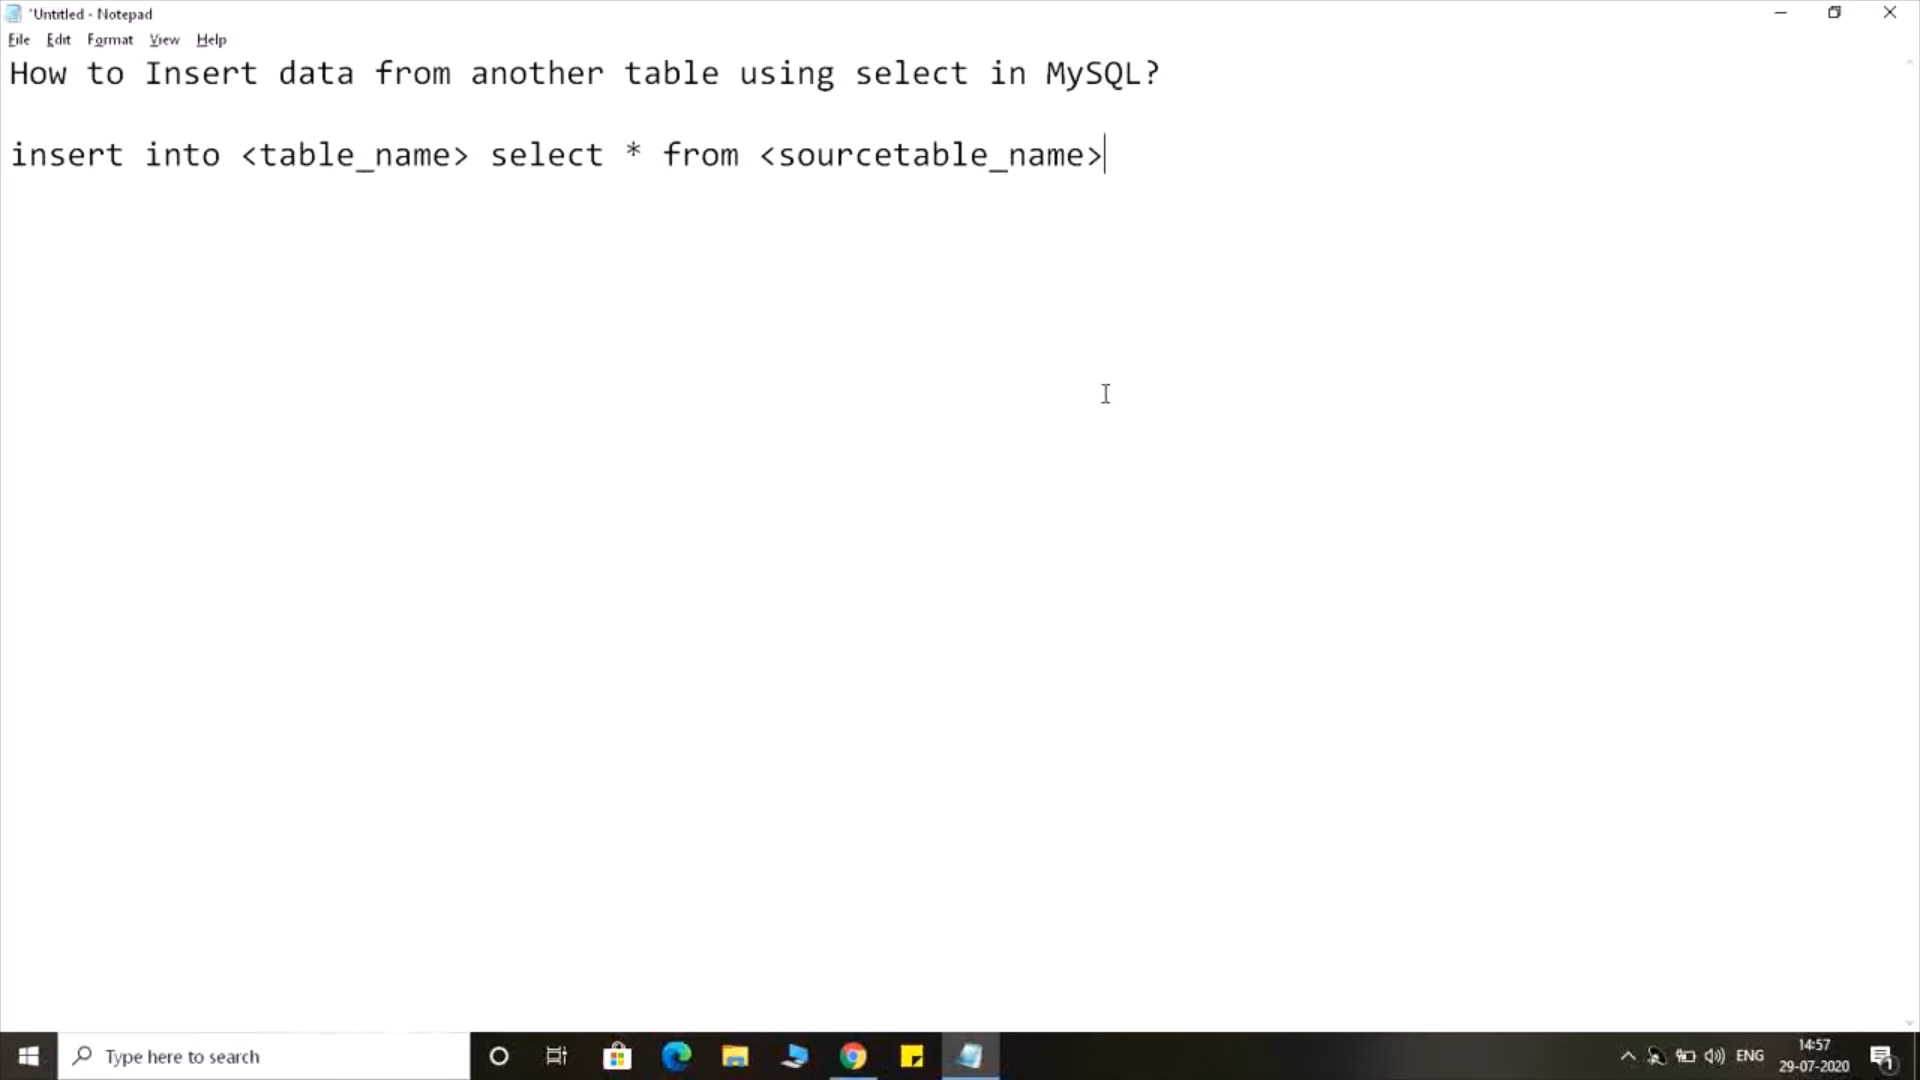 'Untitled - Notepad
File Edit Format View Help
How to Insert data from another table using select in MySQL?
insert into <table_name> select * from <sourcetable_name>
Type here to search
ENG
14:57
29-07-2020
1